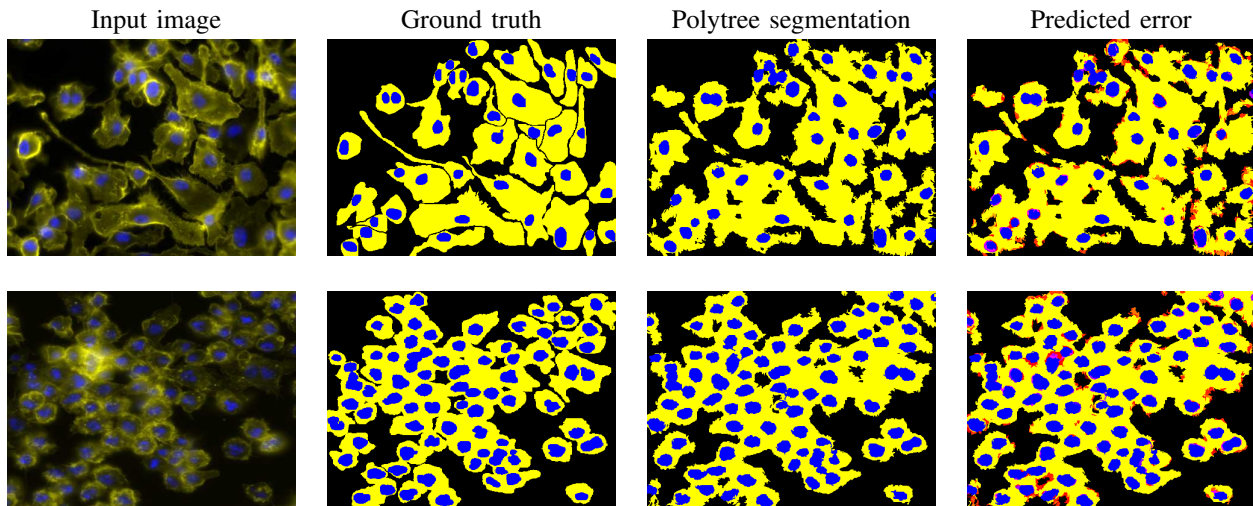 Input image
Ground truth
Polytree segmentation
Predicted error